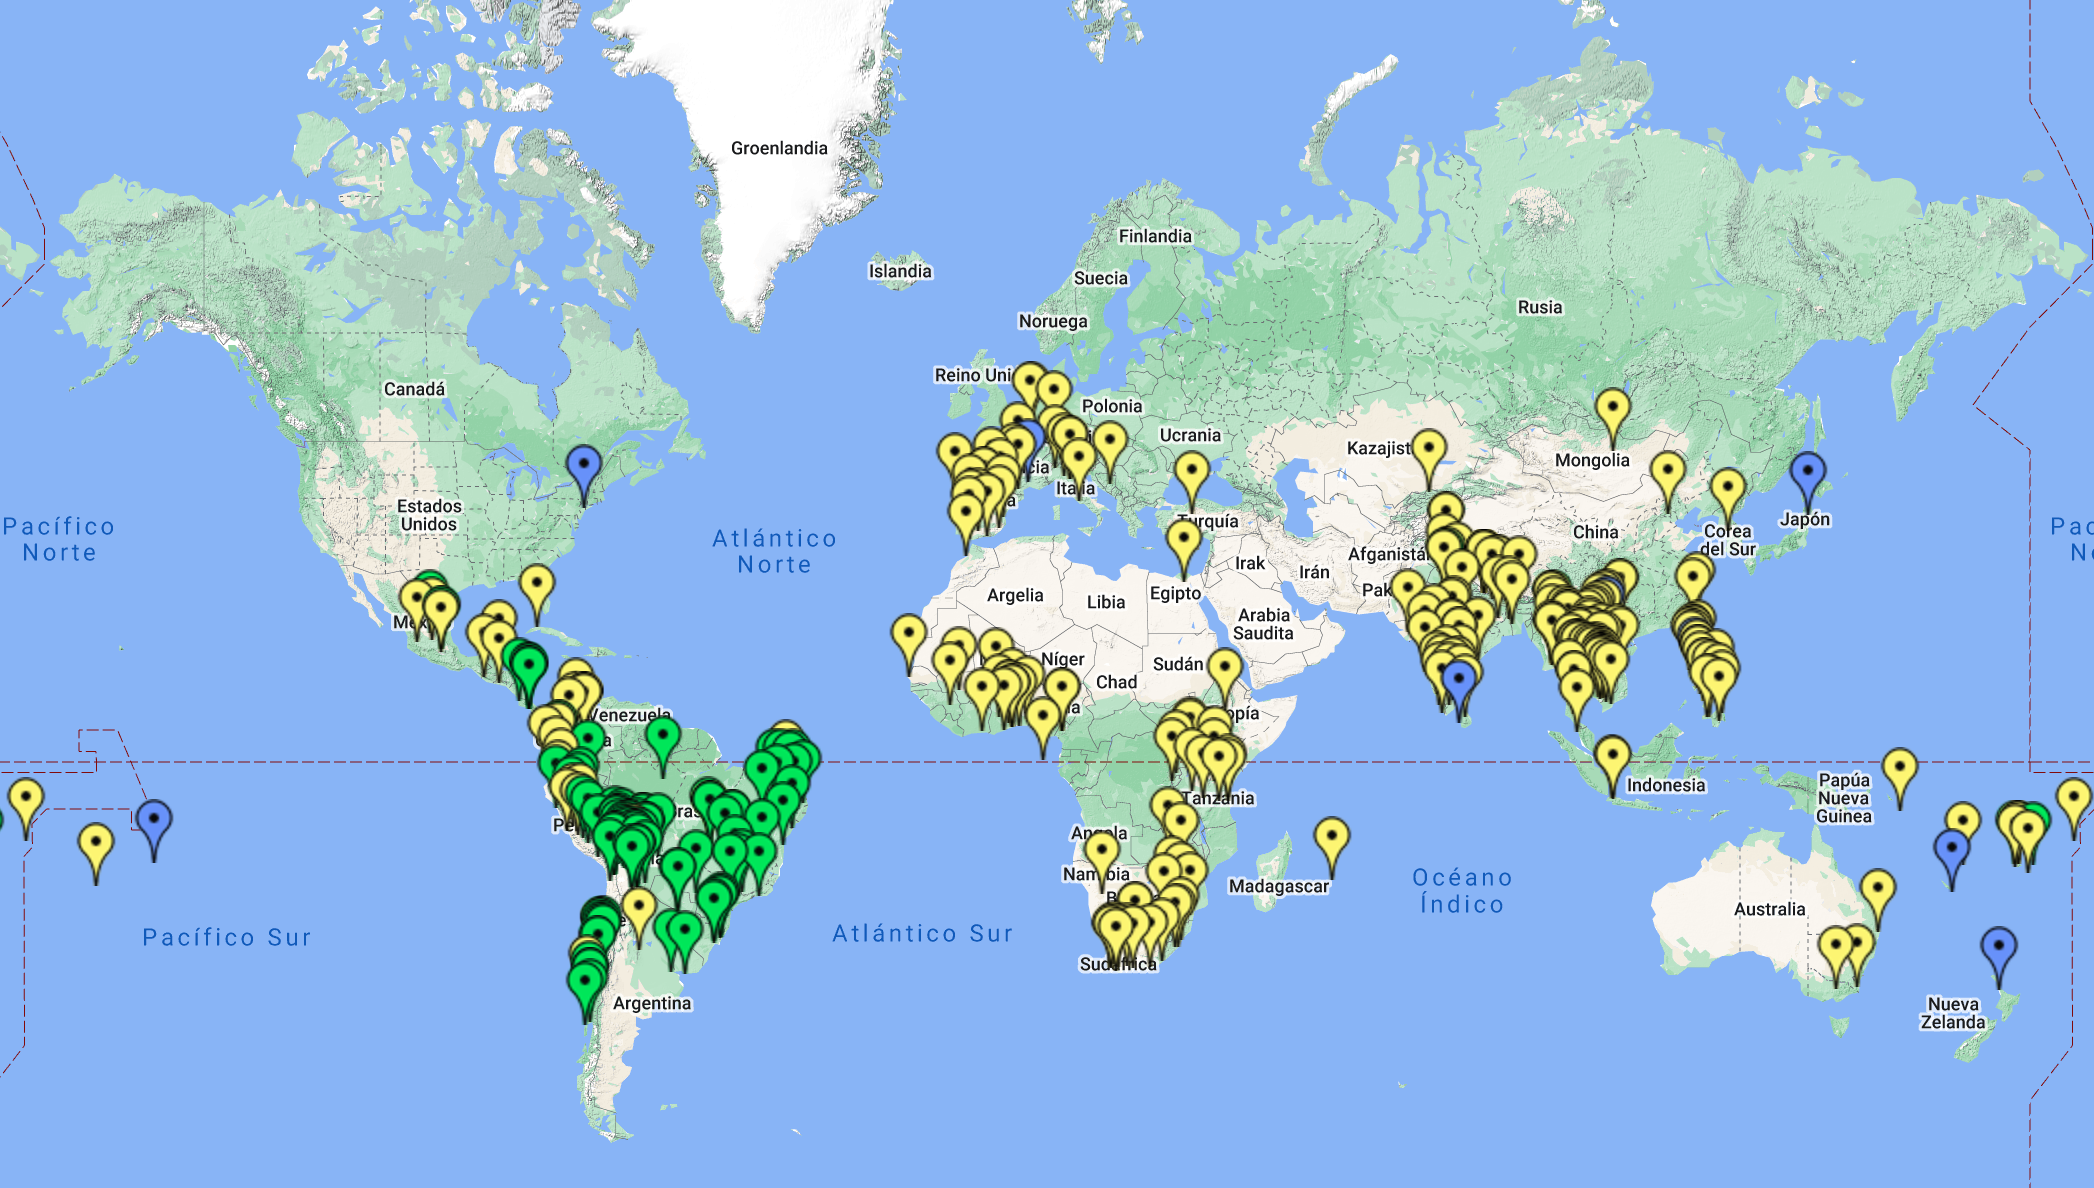 Groenlandia
Finlandia
Islandia
Suecia
Rusia
Noruega
Reino Uni
Canadá
Polonia
Ucrania
Kazajist
Mongolia
Italia
Estados
Unidos
Pacífico
Norte
Atlántico
Norte
Turquía
Japón
China
Corea
del Sur
Afganistá
Irak
Irán
Pak
Argelia
Libia
Egipto
Arabia
Saudita
Níger
Sudán
Chad
Venezuela
Tanzania
Indonesia
Papúa
Nueva
Guinea
Angola
Namibia
Madagascar
Océano
Índico
Australia
Pacífico Sur
Atlántico Sur
Sudáfrica
Argentina
Nueva
Zelanda